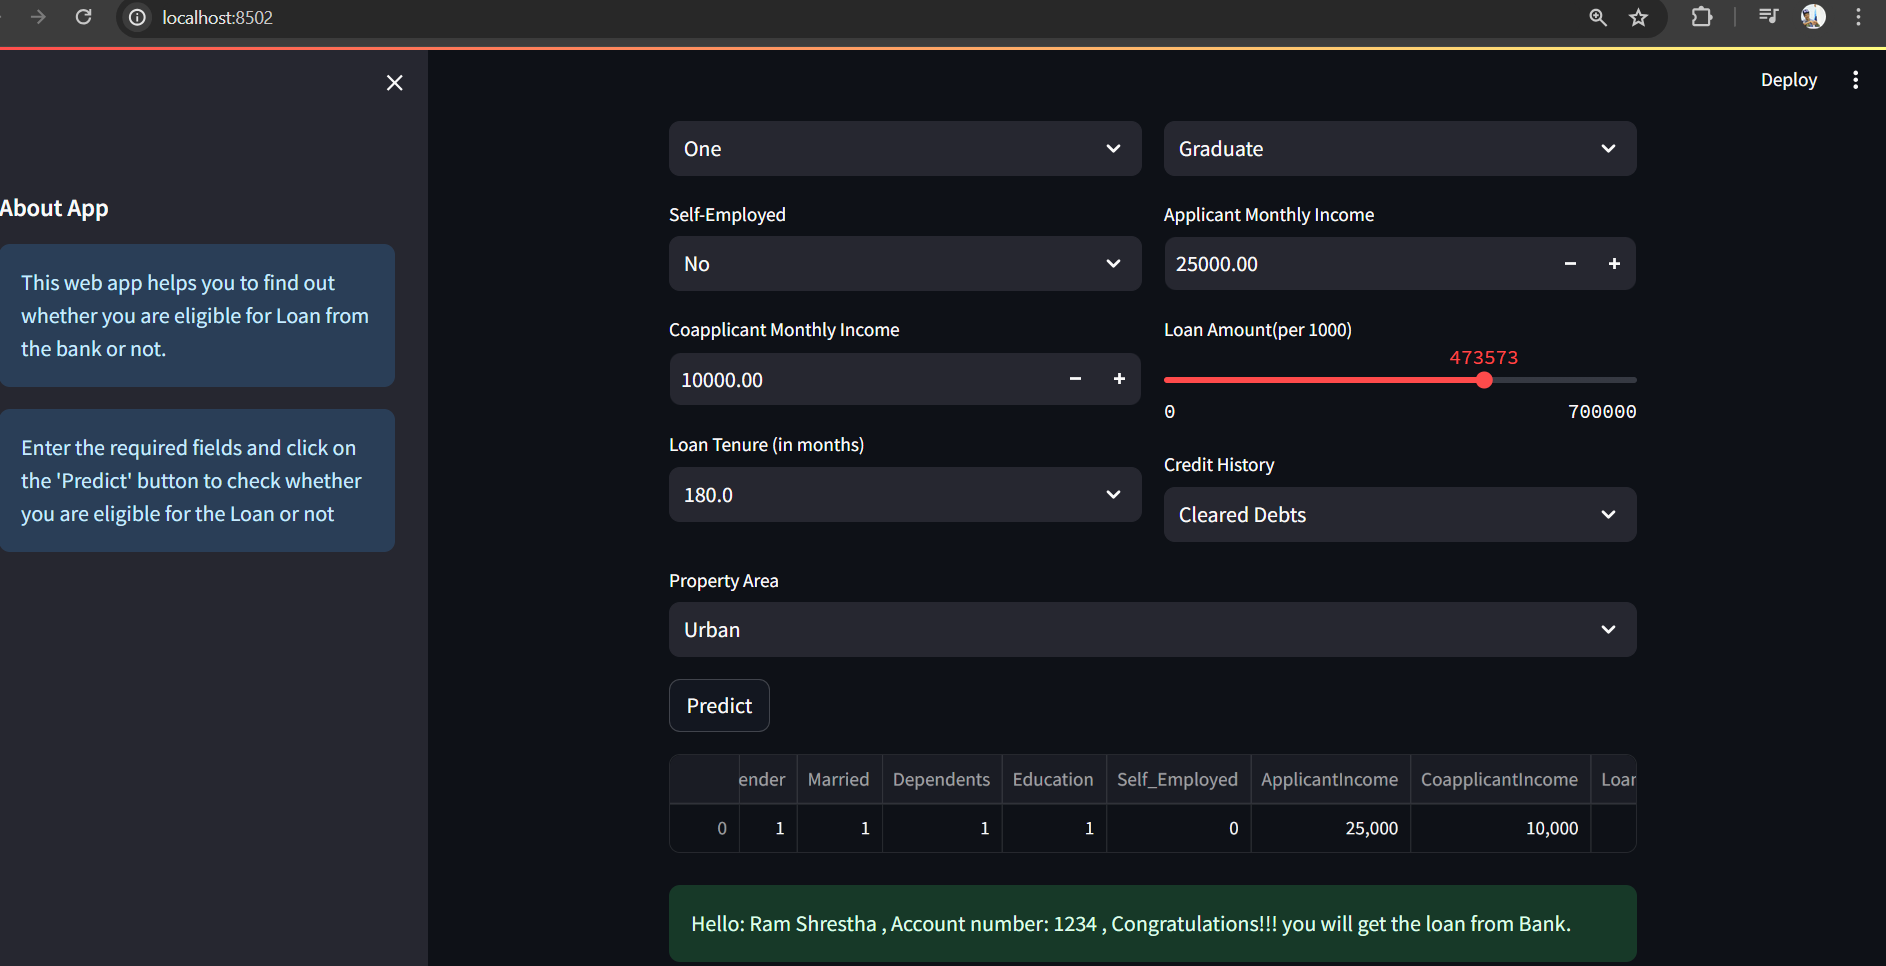 localhost:8502
Deploy
About App
This web app helps you to find out
whether you are eligible for Loan from
the bank or not.
Enter the required fields and click on
the 'Predict' button to check whether
you are eligible for the Loan or not
One
Graduate
Self-Employed
No
Applicant Monthly Income
25000.00
Coapplicant Monthly Income
10000.00
Loan Amount(per 1000)
473573
0 700000
Loan Tenure (in months)
180.0
Credit History
Cleared Debts
Property Area
Urban
Predict
ender Married Dependents Education Self_Employed ApplicantIncome CoapplicantIncome Loar
0 1 1 1 1 0 25,000 10,000
Hello: Ram Shrestha , Account number: 1234 , Congratulations!!! you will get the loan from Bank.